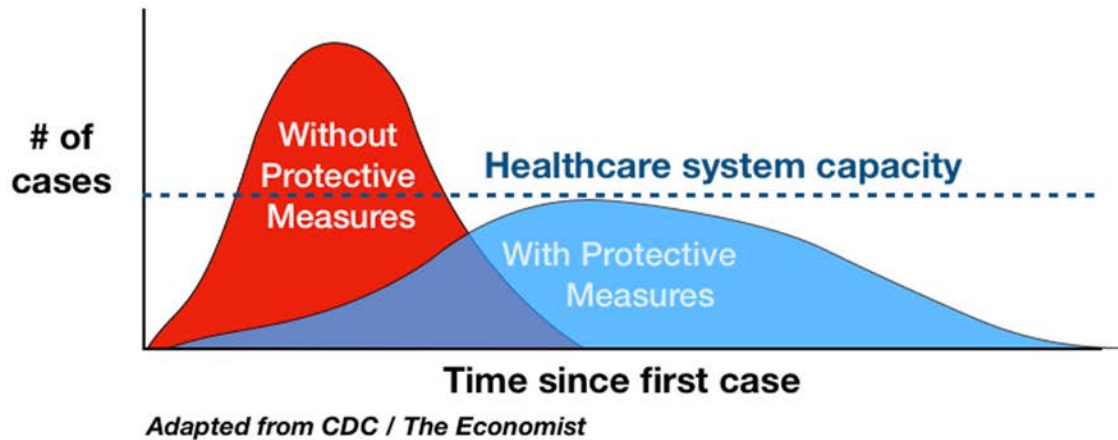 # of
cases
Without
Protective
Measures
Healthcare system capacity
With Protective
Measures
Time since first case
Adapted from CDC / The Economist